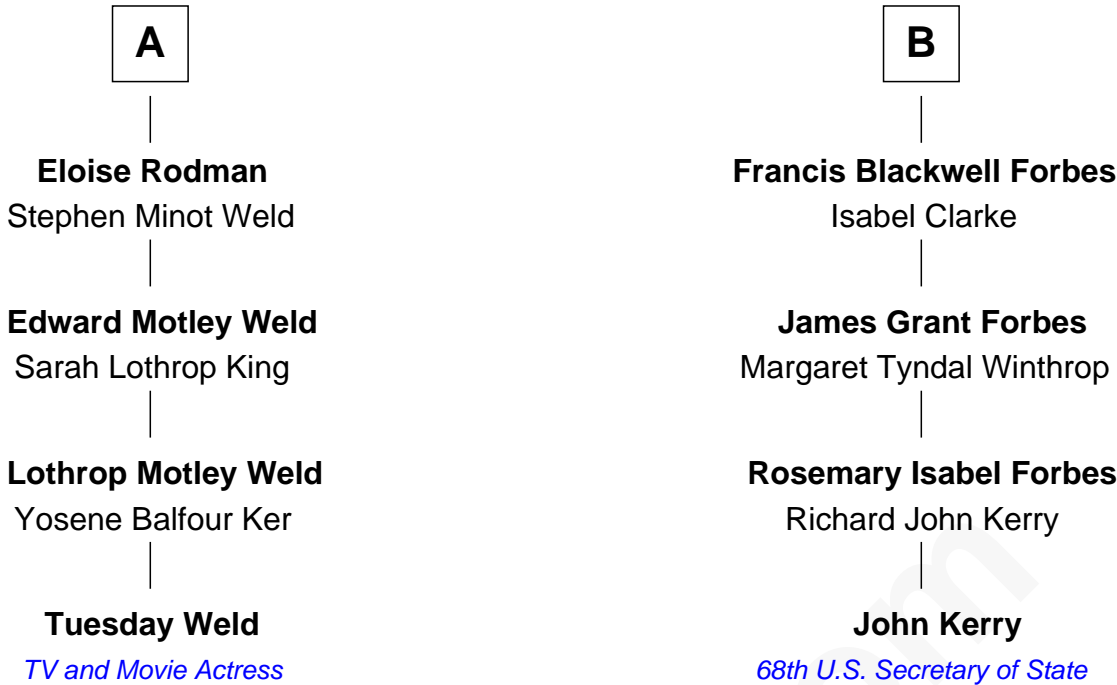 A
Eloise Rodman
Stephen Minot Weld
Edward Motley Weld
Sarah Lothrop King
Lothrop Motley Weld
Yosene Balfour Ker
Tuesday Weld
TV and Movie Actress
B
Francis Blackwell Forbes
Isabel Clarke
James Grant Forbes
Margaret Tyndal Winthrop
Rosemary Isabel Forbes
Richard John Kerry
John Kerry
68th U.S. Secretary of State